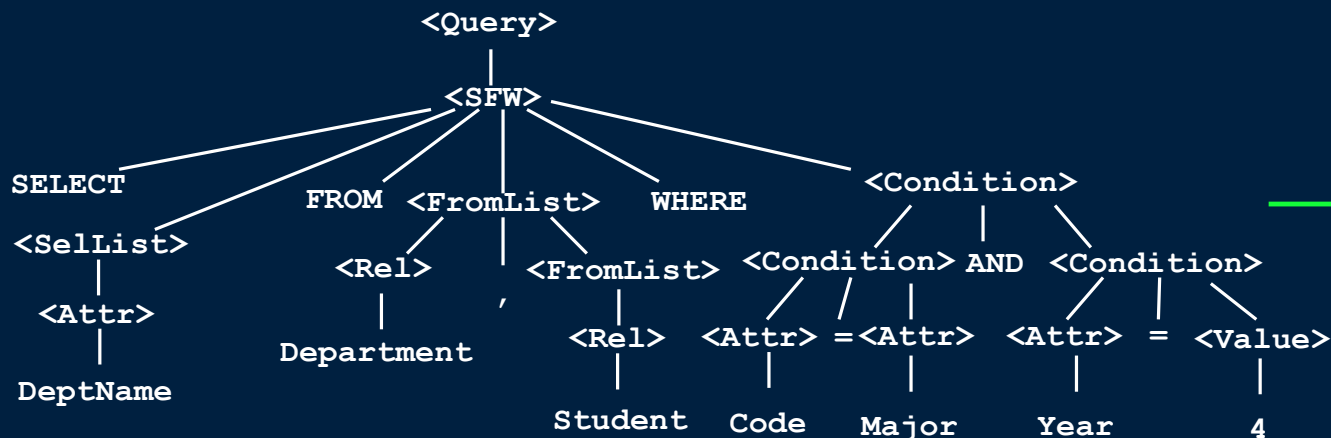 <Query>
<SFW>
SELECT FROM <FromList> WHERE <Condition>
<SelList> <Rel> , <FromList> <Condition> AND <Condition>
<Attr> Department <Rel> <Attr> = <Attr> <Attr> = <Value>
DeptName Student Code Major Year 4